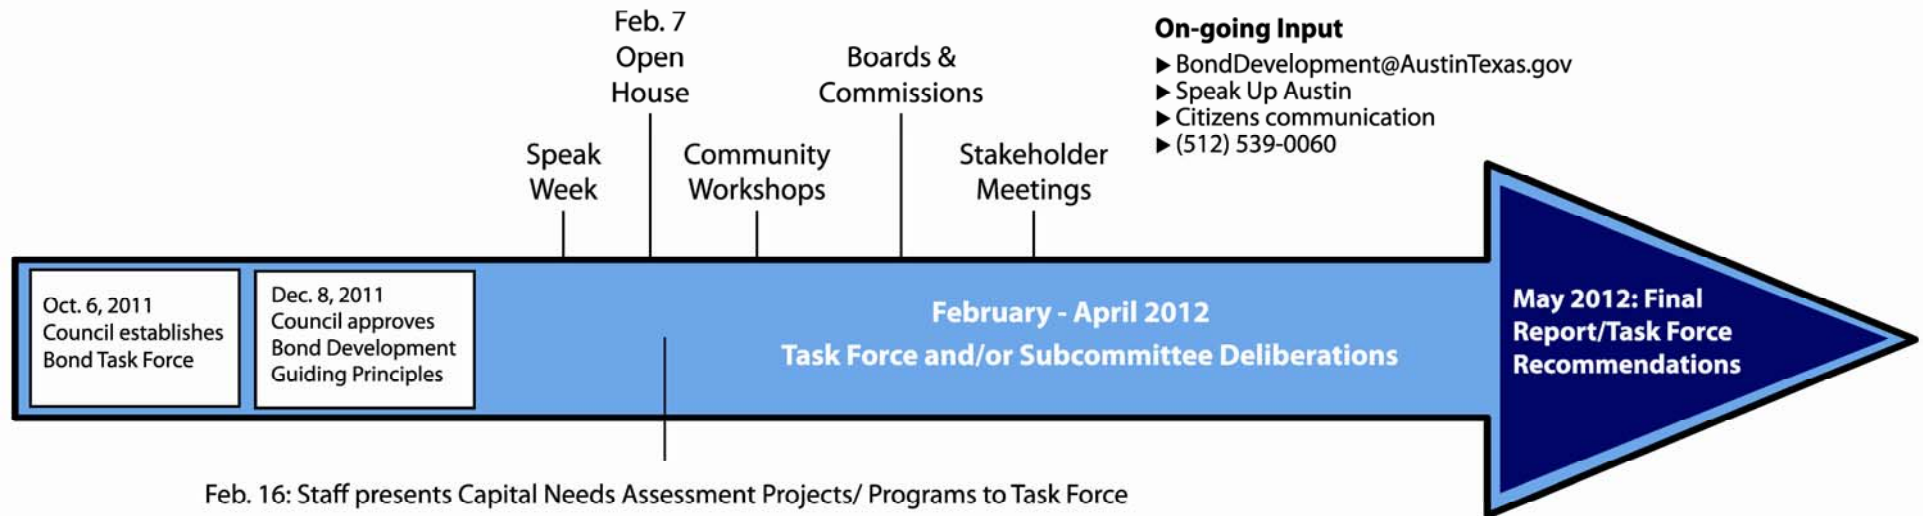 Feb. 7
Open
House
Boards &
Commissions
Speak
Week
Community
Workshops
Stakeholder
Meetings
On-going Input
▶ BondDevelopment@AustinTexas.gov
▶ Speak Up Austin
▶ Citizens communication
▶ (512) 539-0060
Oct. 6, 2011
Council establishes
Bond Task Force
Dec. 8, 2011
Council approves
Bond Development
Guiding Principles
February - April 2012
Task Force and/or Subcommittee Deliberations
May 2012: Final
Report/Task Force
Recommendations
Feb. 16: Staff presents Capital Needs Assessment Projects/ Programs to Task Force